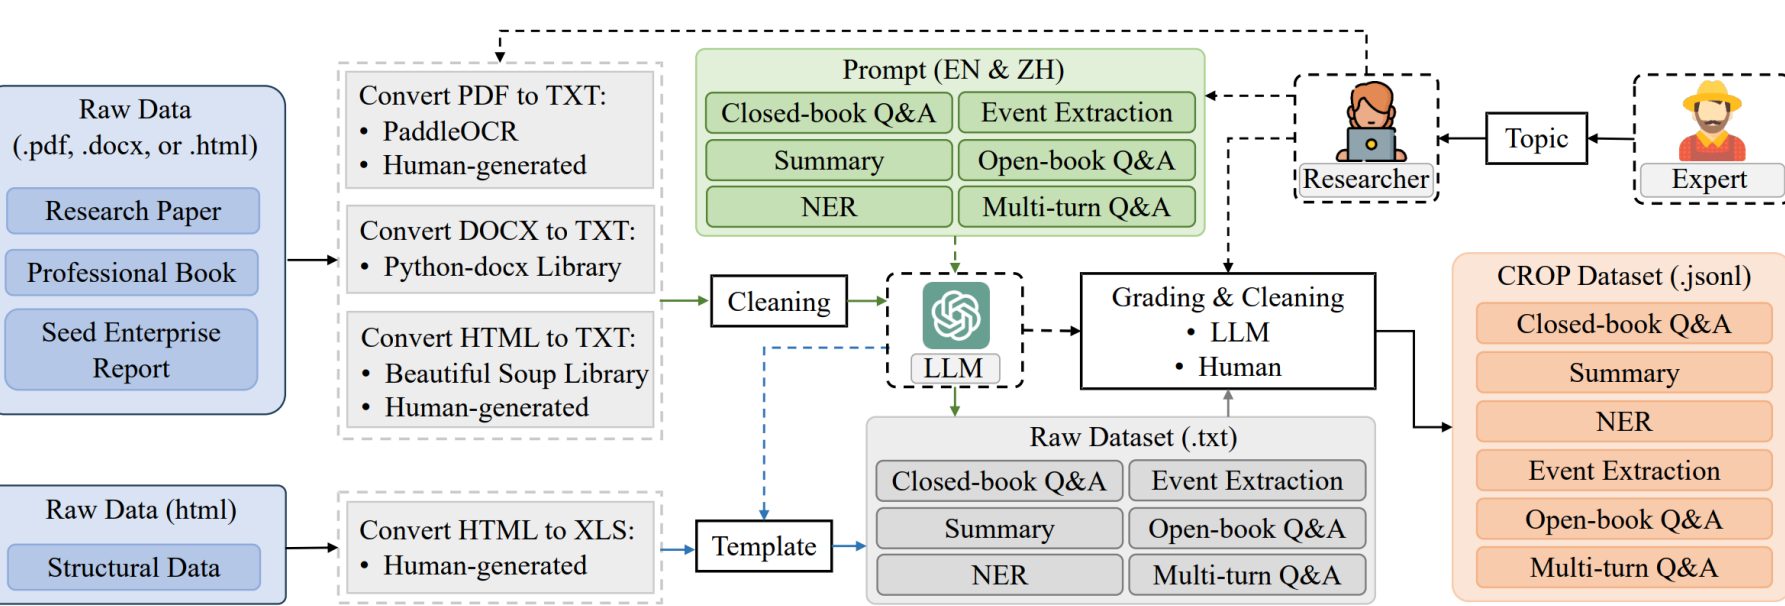 Raw Data
(.pdf, .docx, or .html)
Research Paper
Professional Book
Seed Enterprise
Report
Raw Data (html)
Structural Data
Convert PDF to TXT:
• PaddleOCR
• Human-generated
Convert DOCX to TXT:
• Python-docx Library
Convert HTML to TXT:
• Beautiful Soup Library
• Human-generated
Convert HTML to XLS:
• Human-generated
Cleaning
Template
Prompt (EN & ZH)
Closed-book Q&A
Event Extraction
Summary
Open-book Q&A
NER
Multi-turn Q&A
LLM
Grading & Cleaning
• LLM
• Human
Raw Dataset (.txt)
Closed-book Q&A
Event Extraction
Summary
Open-book Q&A
NER
Multi-turn Q&A
Researcher
Topic
Expert
CROP Dataset (.jsonl)
Closed-book Q&A
Summary
NER
Event Extraction
Open-book Q&A
Multi-turn Q&A